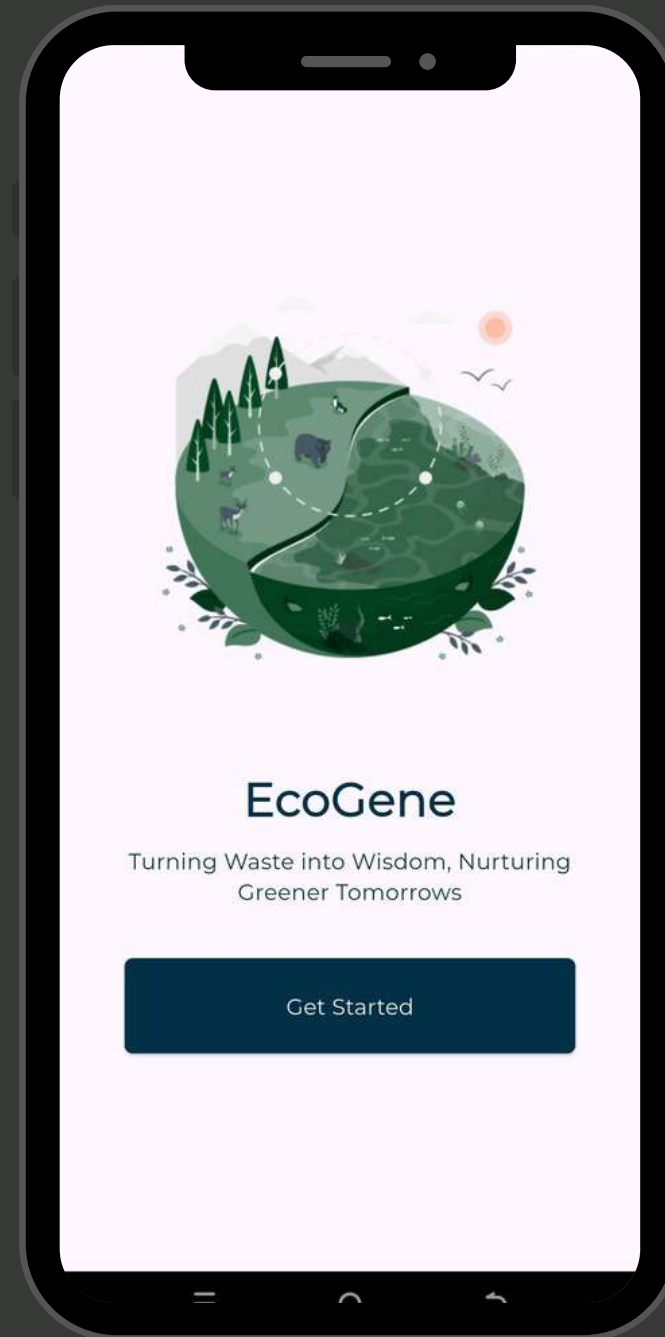 EcoGene
Turning Waste into Wisdom, Nurturing
Greener Tomorrows
Get Started